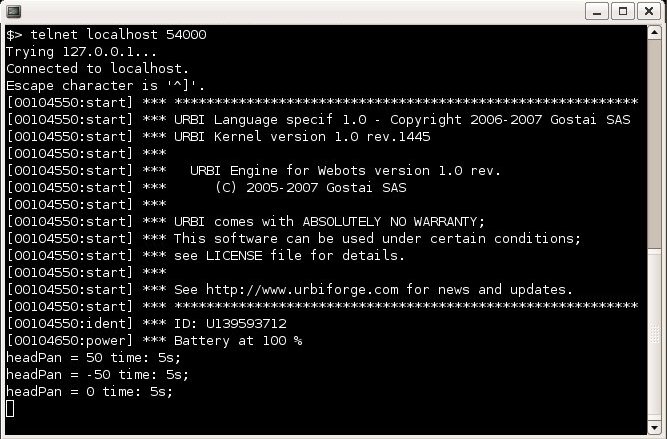 $> telnet localhost 54000
Trying 127.0.0.1...
Connected to localhost.
Escape character is '^]'.
[00104550:start] *** **********************************************************
[00104550:start] *** URBI Language specif 1.0 - Copyright 2006-2007 Gostai SAS
[00104550:start] *** URBI Kernel version 1.0 rev.1445
[00104550:start] ***
[00104550:start] ***   URBI Engine for Webots version 1.0 rev.
[00104550:start] ***      (C) 2005-2007 Gostai SAS
[00104550:start] ***
[00104550:start] *** URBI comes with ABSOLUTELY NO WARRANTY;
[00104550:start] *** This software can be used under certain conditions;
[00104550:start] *** see LICENSE file for details.
[00104550:start] ***
[00104550:start] *** See http://www.urbiforge.com for news and updates.
[00104550:start] *** **********************************************************
[00104550:ident] *** ID: U139593712
[00104650:power] *** Battery at 100 %
headPan = 50 time: 5s;
headPan = -50 time: 5s;
headPan = 0 time: 5s;